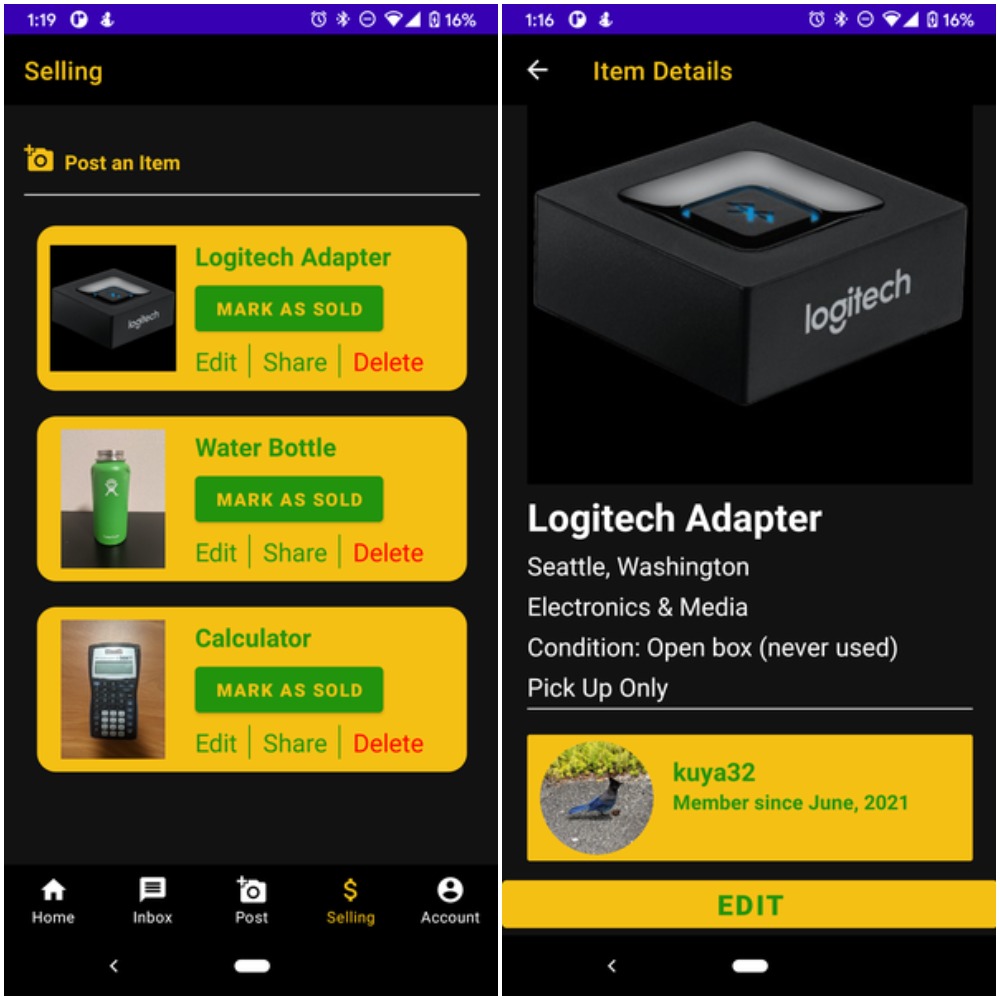 1:19
16%
Selling
Post an Item
logitech
Logitech Adapter
MARK AS SOLD
Edit | Share | Delete
Water Bottle
MARK AS SOLD
Edit | Share | Delete
Calculator
MARK AS SOLD
Edit | Share | Delete
Home Inbox Post $ Selling Account
1:16
16%
Item Details
logitech
Logitech Adapter
Seattle, Washington
Electronics & Media
Condition: Open box (never used)
Pick Up Only
kuya32
Member since June, 2021
EDIT